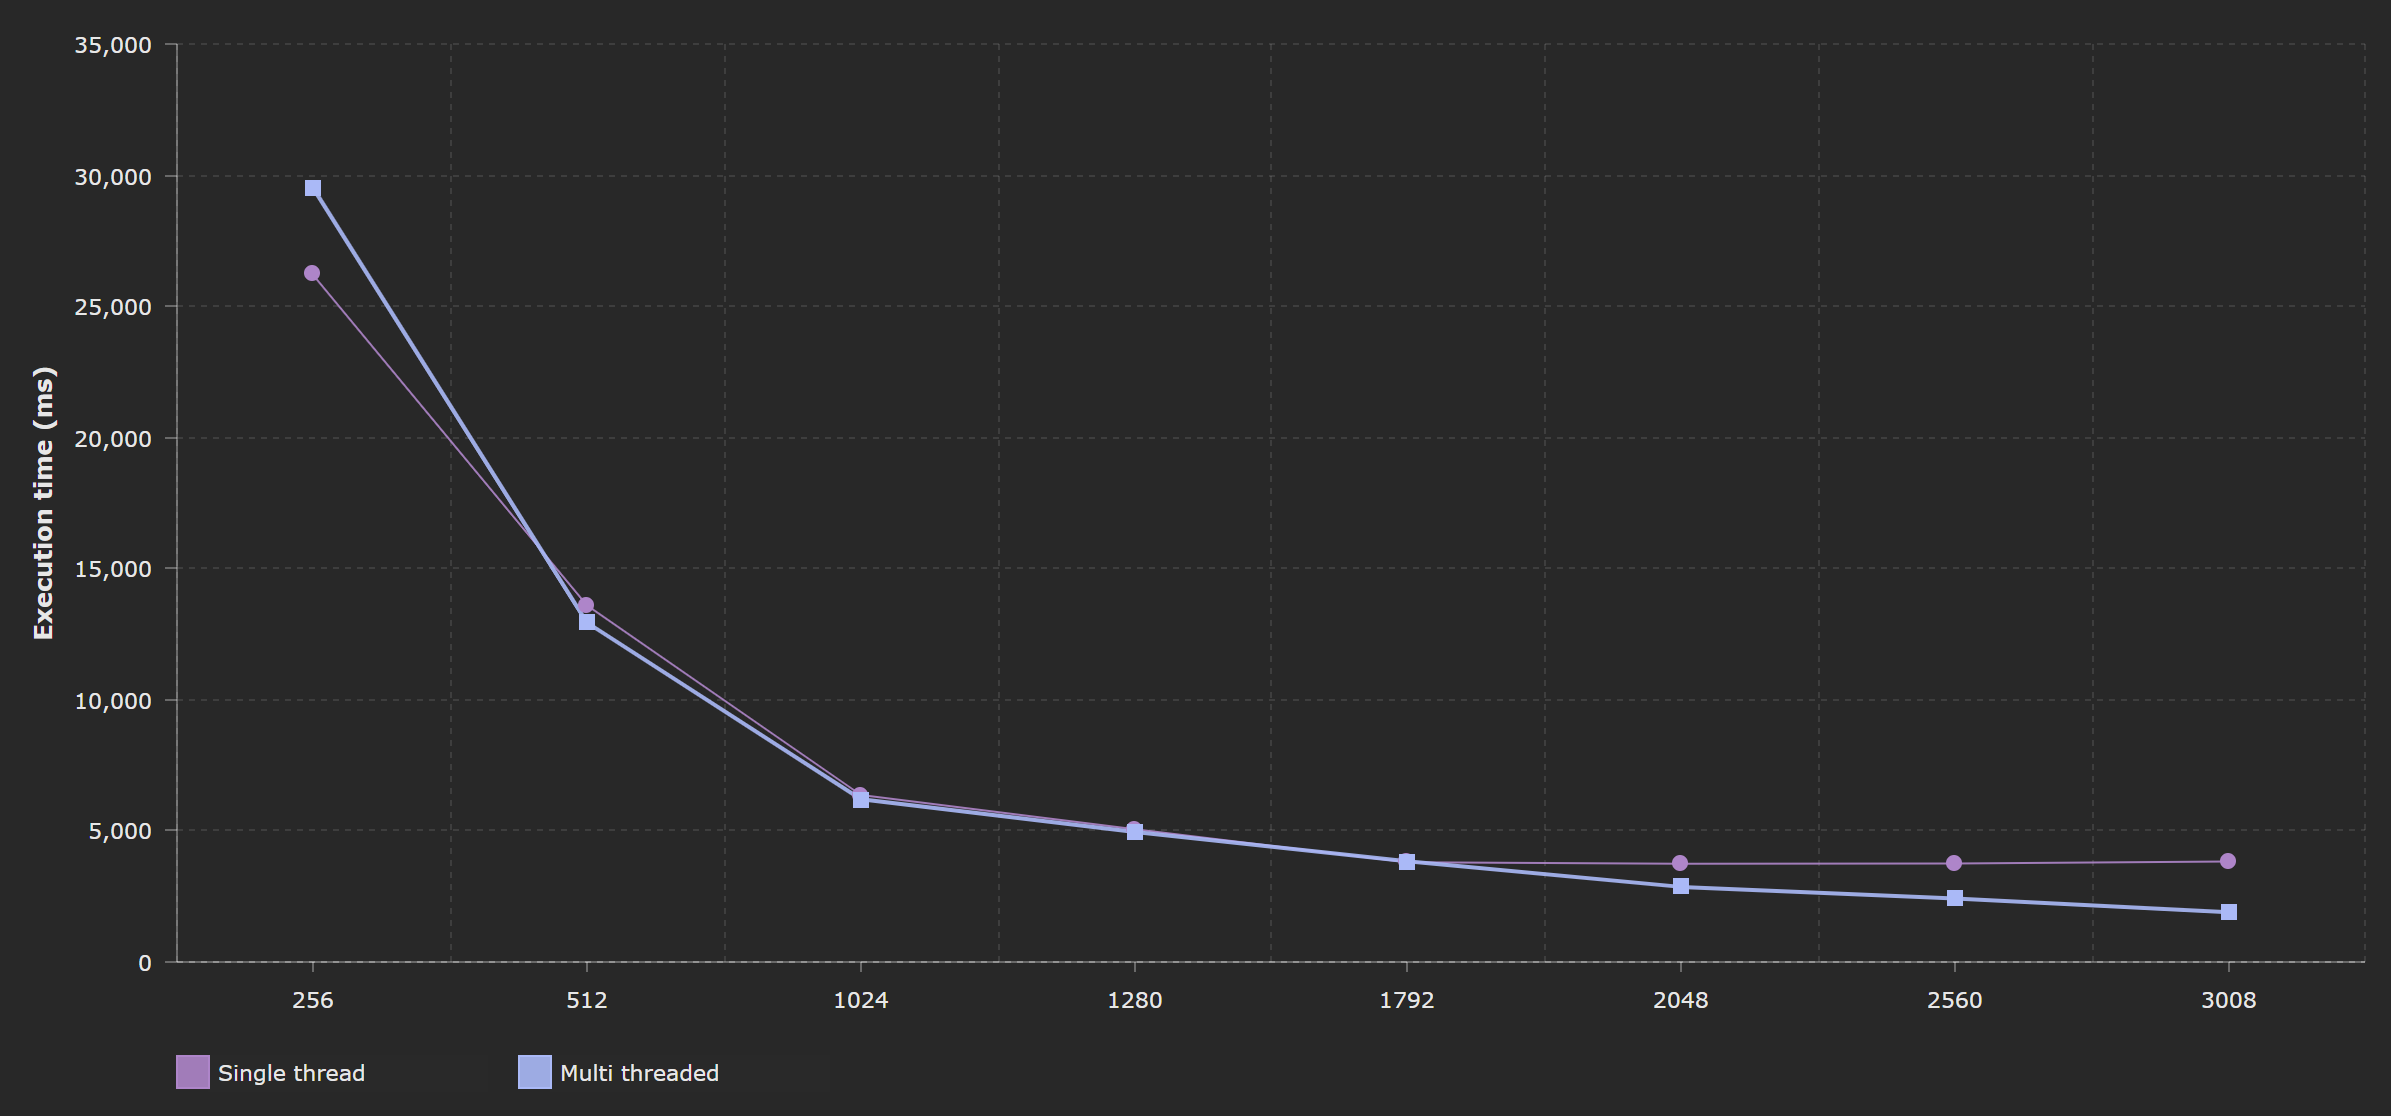 35,000
30,000
25,000
20,000
15,000
10,000
5,000
0
Execution time (ms)
256 512 1024 1280 1792 2048 2560 3008
Single thread Multi threaded